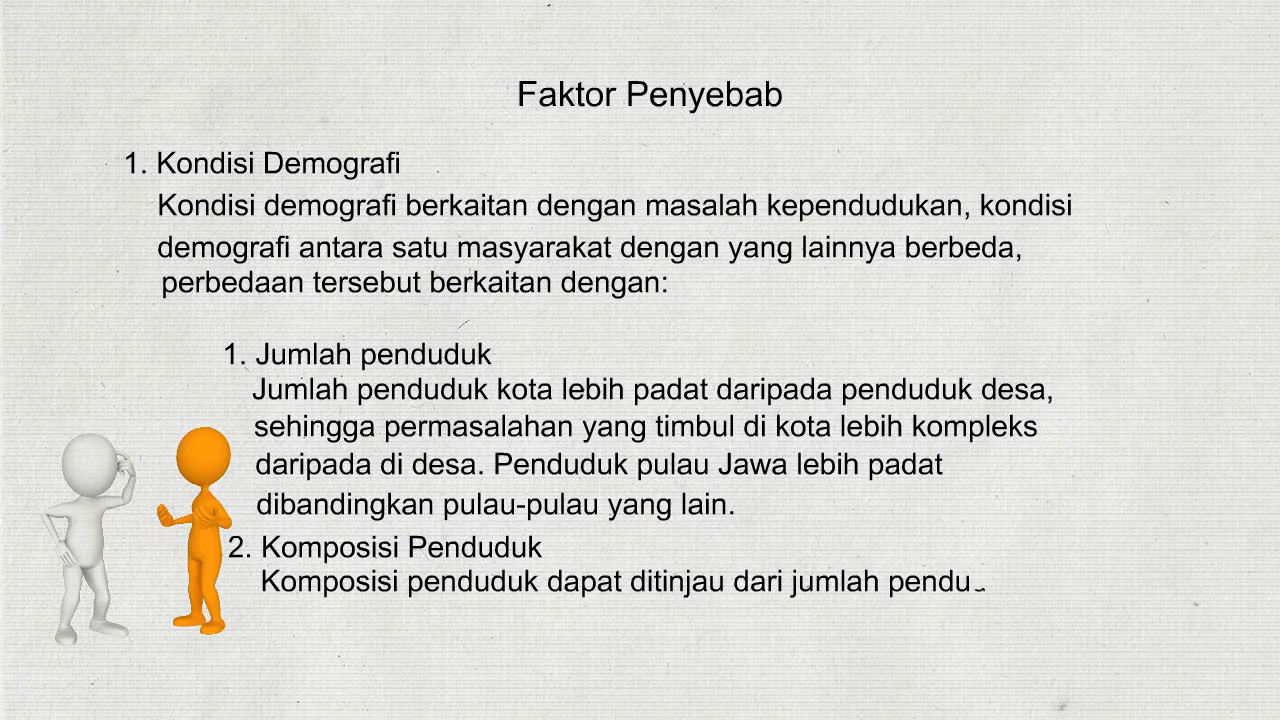 Faktor Penyebab
1. Kondisi Demografi
Kondisi demografi berkaitan dengan masalah kependudukan, kondisi
demografi antara satu masyarakat dengan yang lainnya berbeda,
perbedaan tersebut berkaitan dengan:
1. Jumlah penduduk
Jumlah penduduk kota lebih padat daripada penduduk desa,
sehingga permasalahan yang timbul di kota lebih kompleks
daripada di desa. Penduduk pulau Jawa lebih padat
dibandingkan pulau-pulau yang lain.
2. Komposisi Penduduk
Komposisi penduduk dapat ditinjau dari jumlah pendu